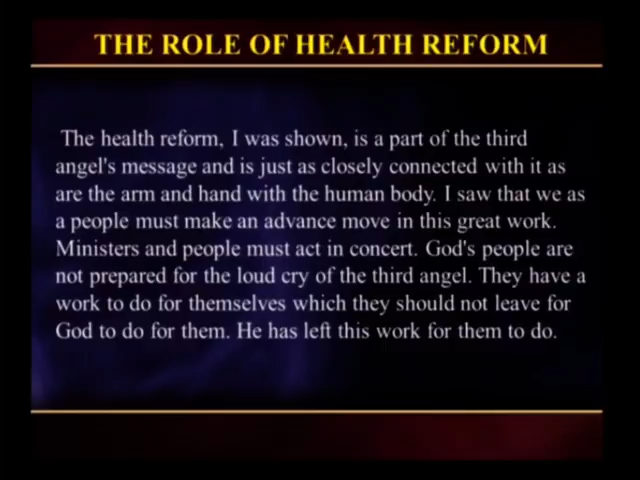 THE ROLE OF HEALTH REFORM
The health reform, I was shown, is a part of the third
angel's message and is just as closely connected with it as
are the arm and hand with the human body. I saw that we as
a people must make an advance move in this great work.
Ministers and people must act in concert. God's people are
not prepared for the loud cry of the third angel. They have a
work to do for themselves which they should not leave for
God to do for them. He has left this work for them to do.